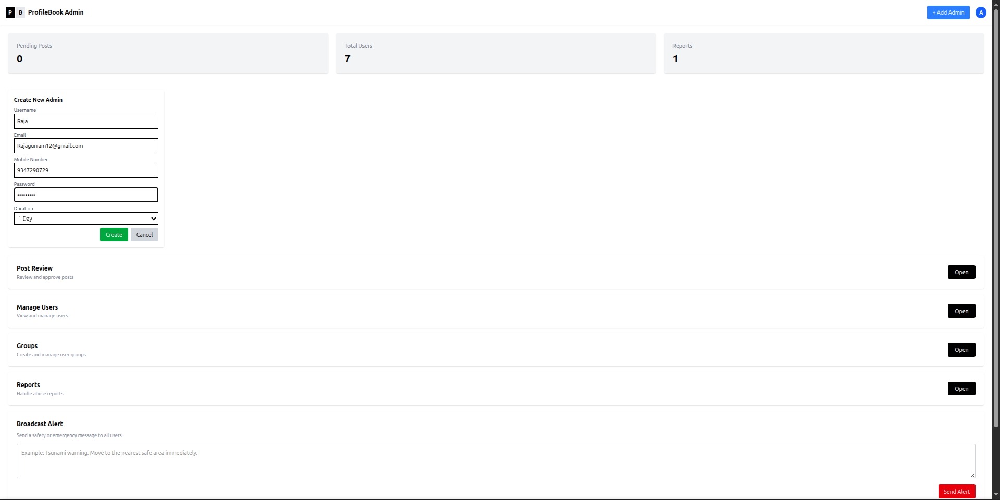 P B ProfileBook Admin + Add Admin A
Pending Posts Total Users Reports
0 7 1
Create New Admin
Username
Raja
Email
Rajagurram12@gmail.com
Mobile Number
9347290729
Password
•••••••••
Duration
1 Day
Create Cancel
Post Review
Review and approve posts
Open
Manage Users
View and manage users
Open
Groups
Create and manage user groups
Open
Reports
Handle abuse reports
Open
Broadcast Alert
Send a safety or emergency message to all users.
Example: Tsunami warning. Move to the nearest safe area immediately.
Send Alert